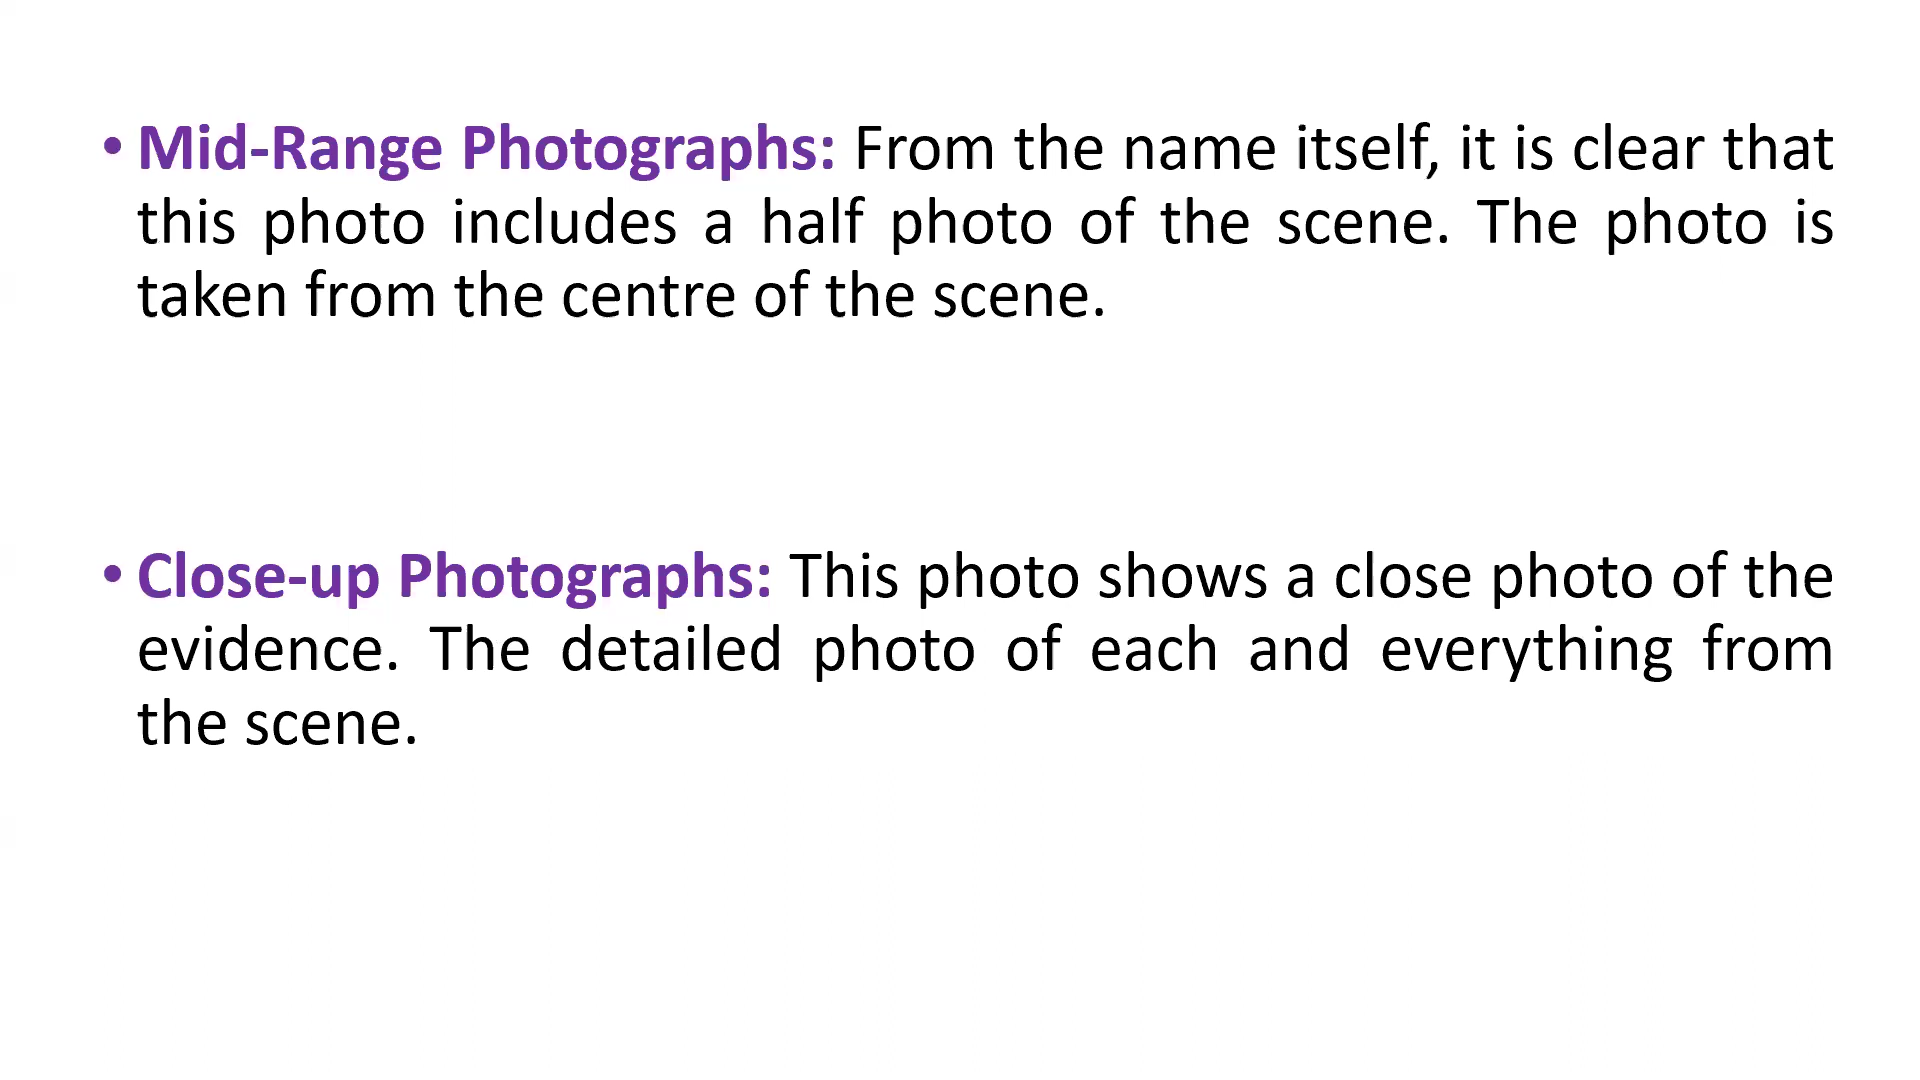 • Mid-Range Photographs: From the name itself, it is clear that
this photo includes a half photo of the scene. The photo is
taken from the centre of the scene.
• Close-up Photographs: This photo shows a close photo of the
evidence. The detailed photo of each and everything from
the scene.